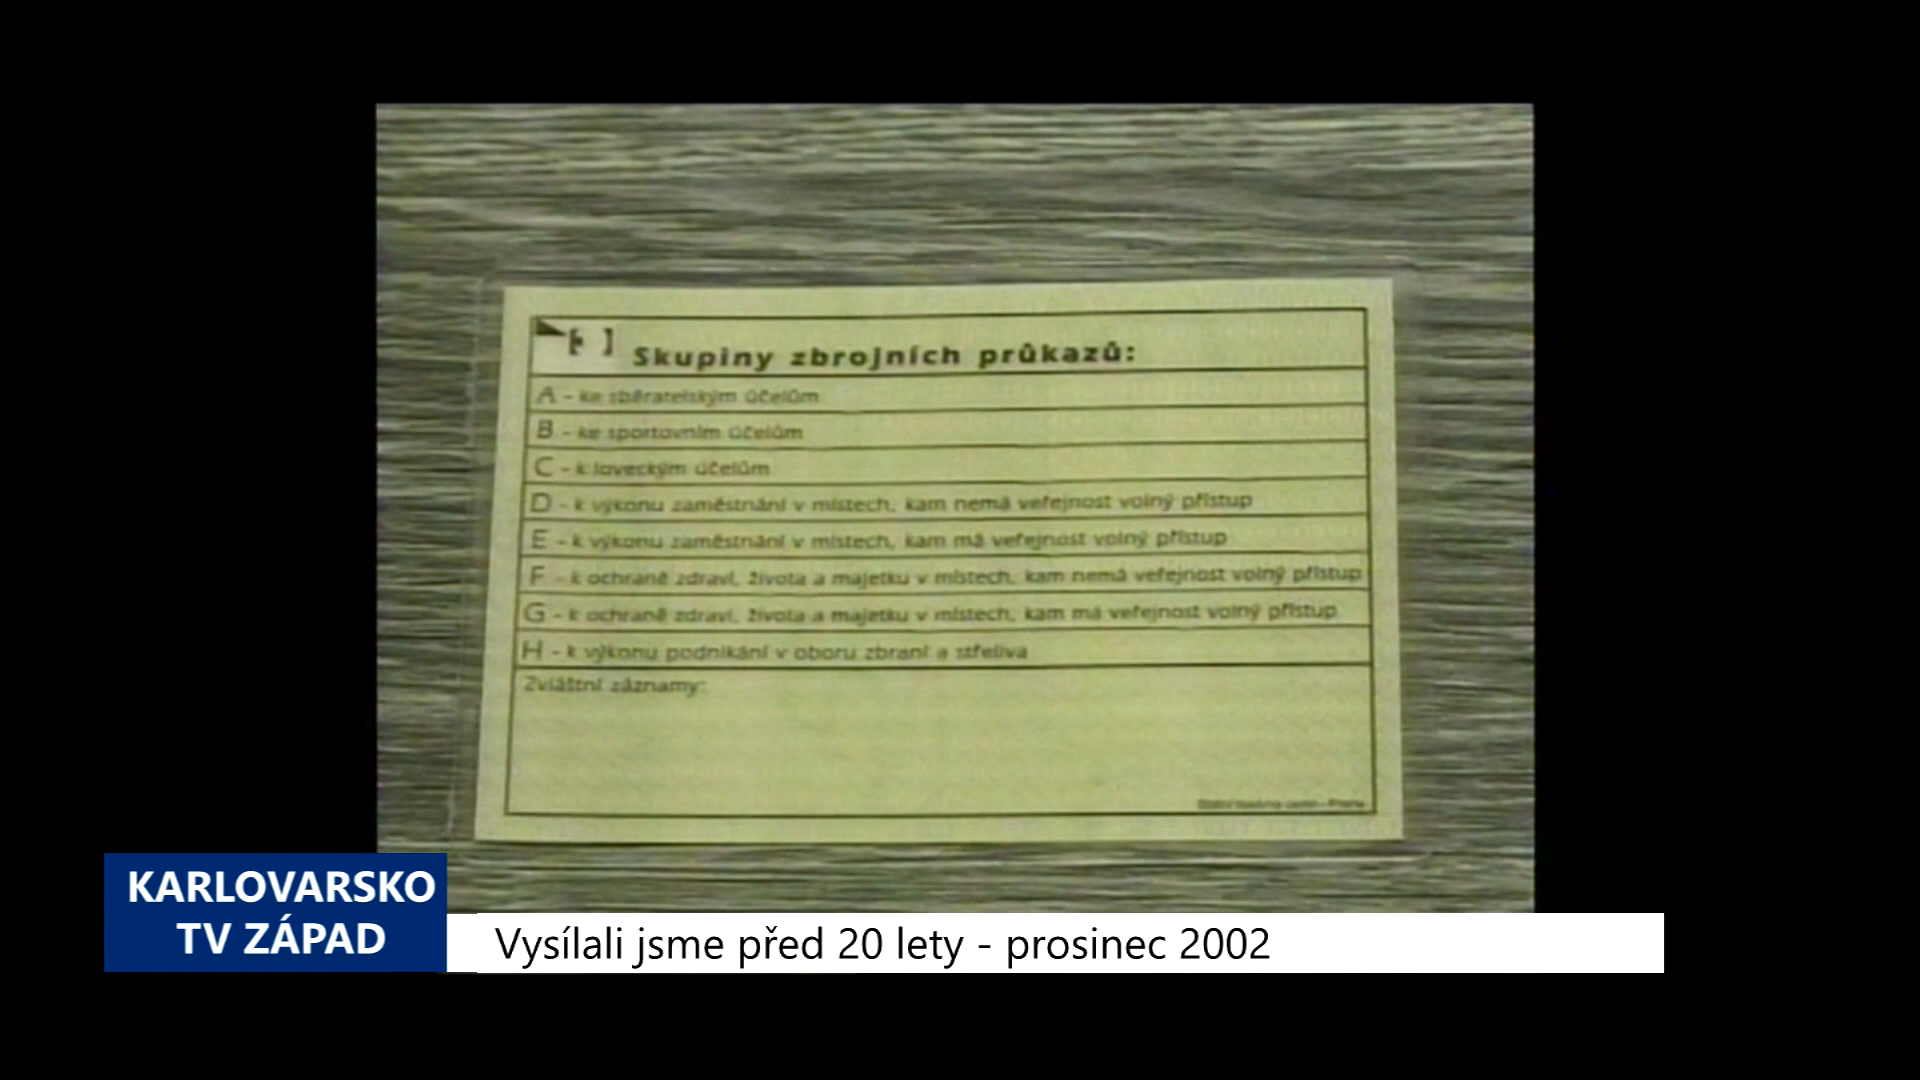 Skupiny zbrojních průkazů:
A - ke sběratelským účelům
B - ke sportovním účelům
C - k loveckým účelům
D - k výkonu zaměstnání v místech, kam nemá veřejnost volný přístup
E - k výkonu zaměstnání v místech, kam má veřejnost volný přístup
F - k ochraně zdraví, života a majetku v místech, kam nemá veřejnost volný přístup
G - k ochraně zdraví, života a majetku v místech, kam má veřejnost volný přístup
H - k výkonu podnikání v oboru zbraní a střeliva
Zvláštní záznamy:
KARLOVARSKO
TV ZÁPAD
Vysílali jsme před 20 lety - prosinec 2002